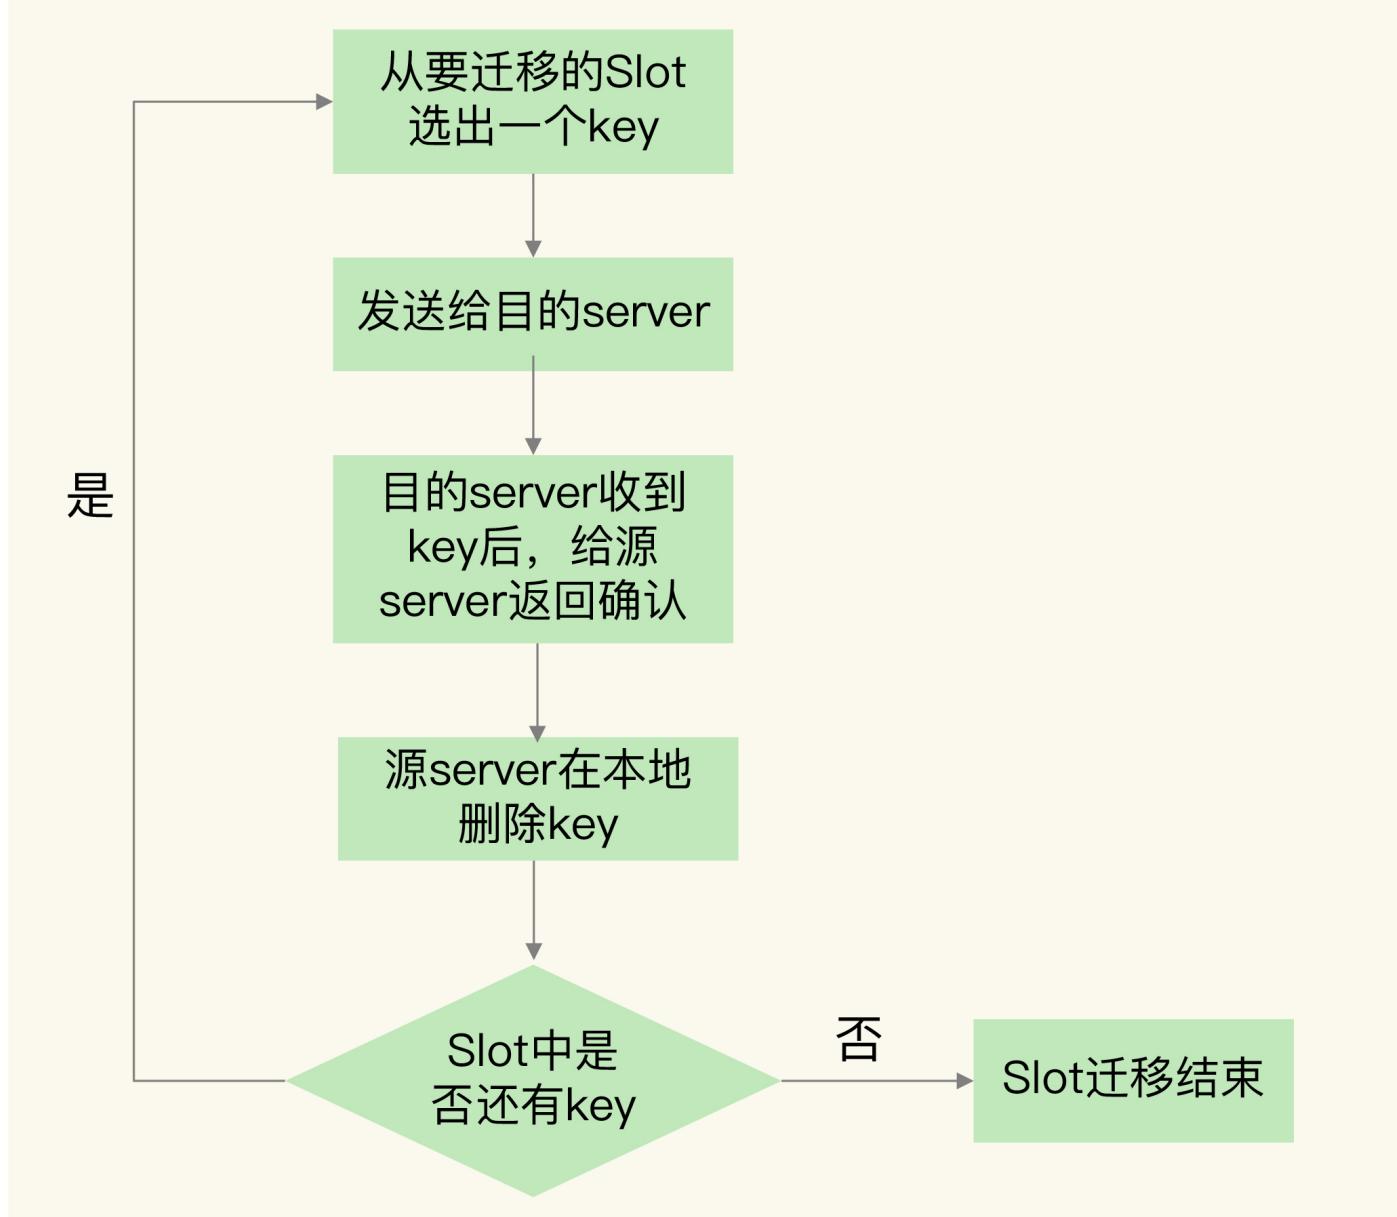 从要迁移的Slot
选出一个key
发送给目的server
目的server收到
key后，给源
server返回确认
是
源server在本地
删除key
Slot中是
否还有key
否
Slot迁移结束